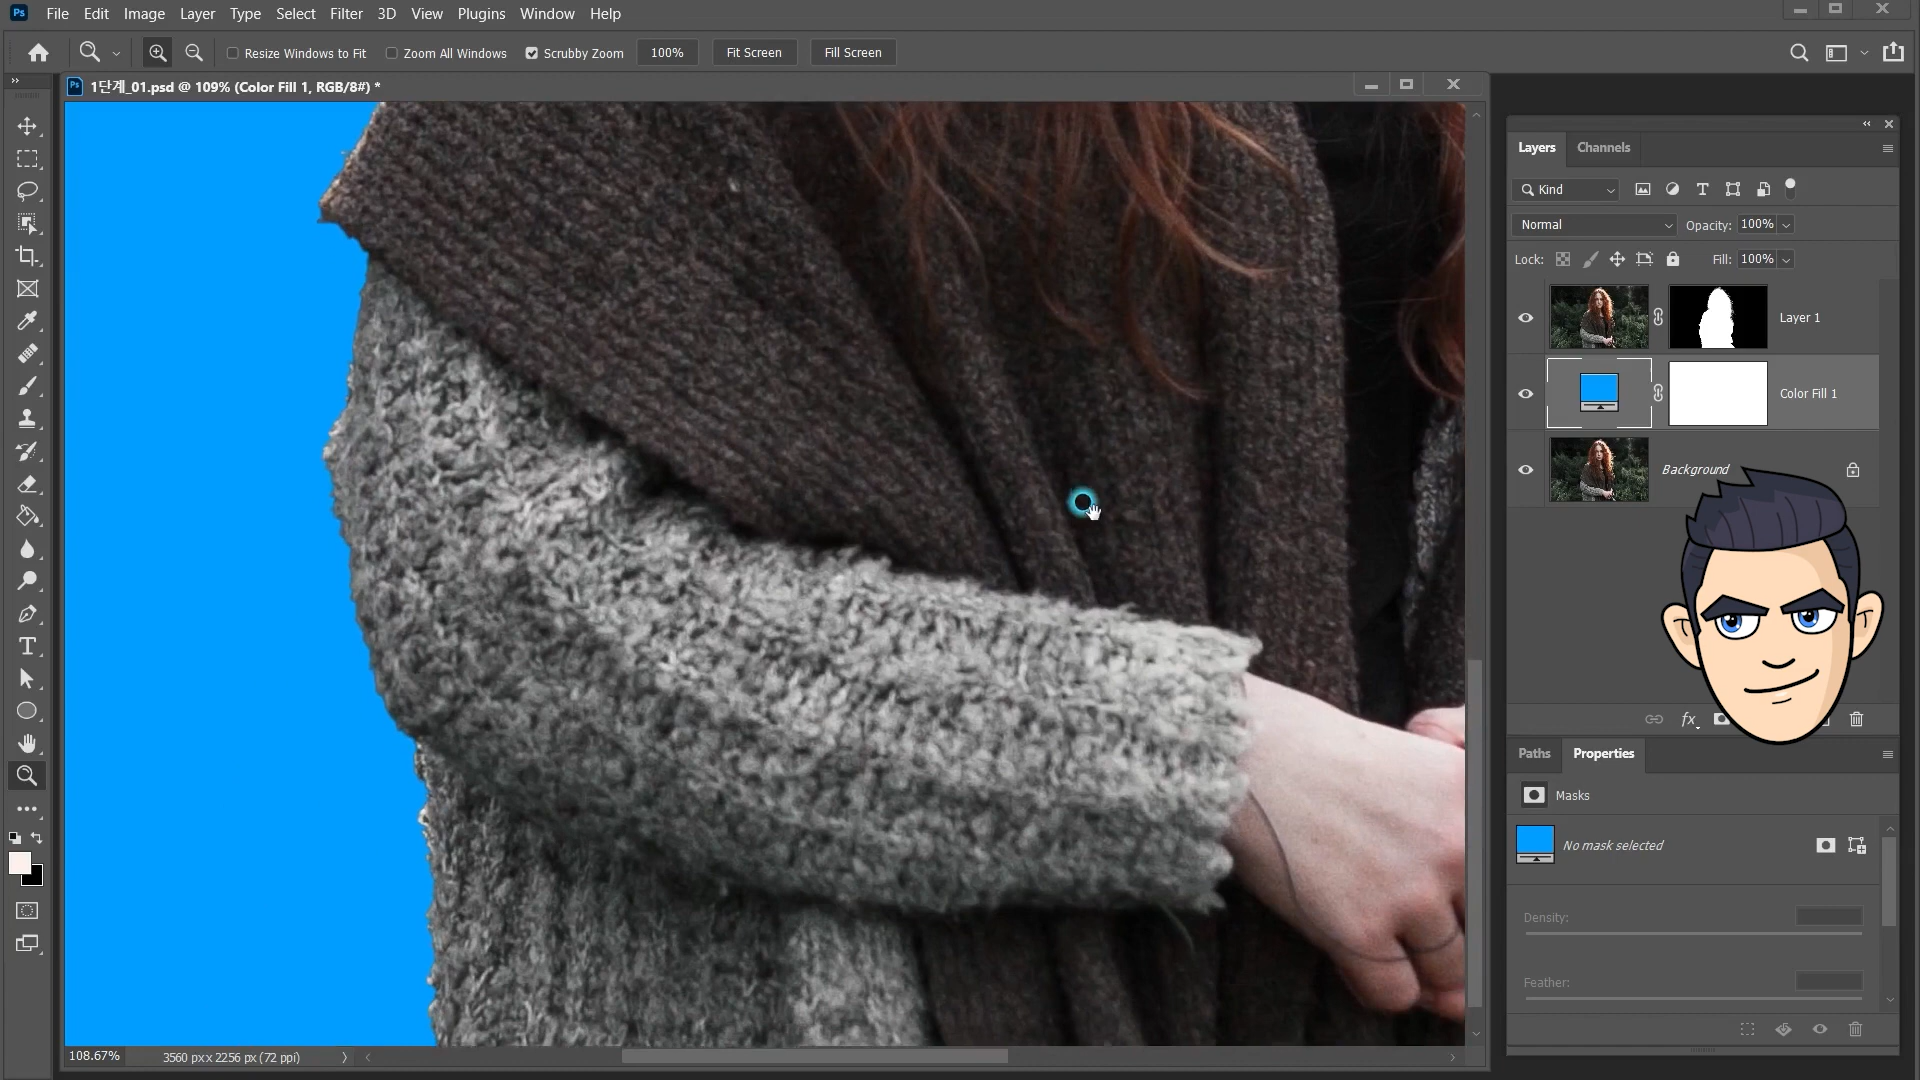 Ps File Edit Image Layer Type Select Filter 3D View Plugins Window Help
Resize Windows to Fit Zoom All Windows Scrubby Zoom 100% Fit Screen Fill Screen
Ps 1단계_01.psd @ 109% (Color Fill 1, RGB/8#) *
Layers Channels
Kind
Normal Opacity: 100%
Lock: Fill: 100%
Layer 1
Color Fill 1
Background
fx
Paths Properties
Masks
No mask selected
Density:
Feather:
108.67% 3560 px x 2256 px (72 ppi)